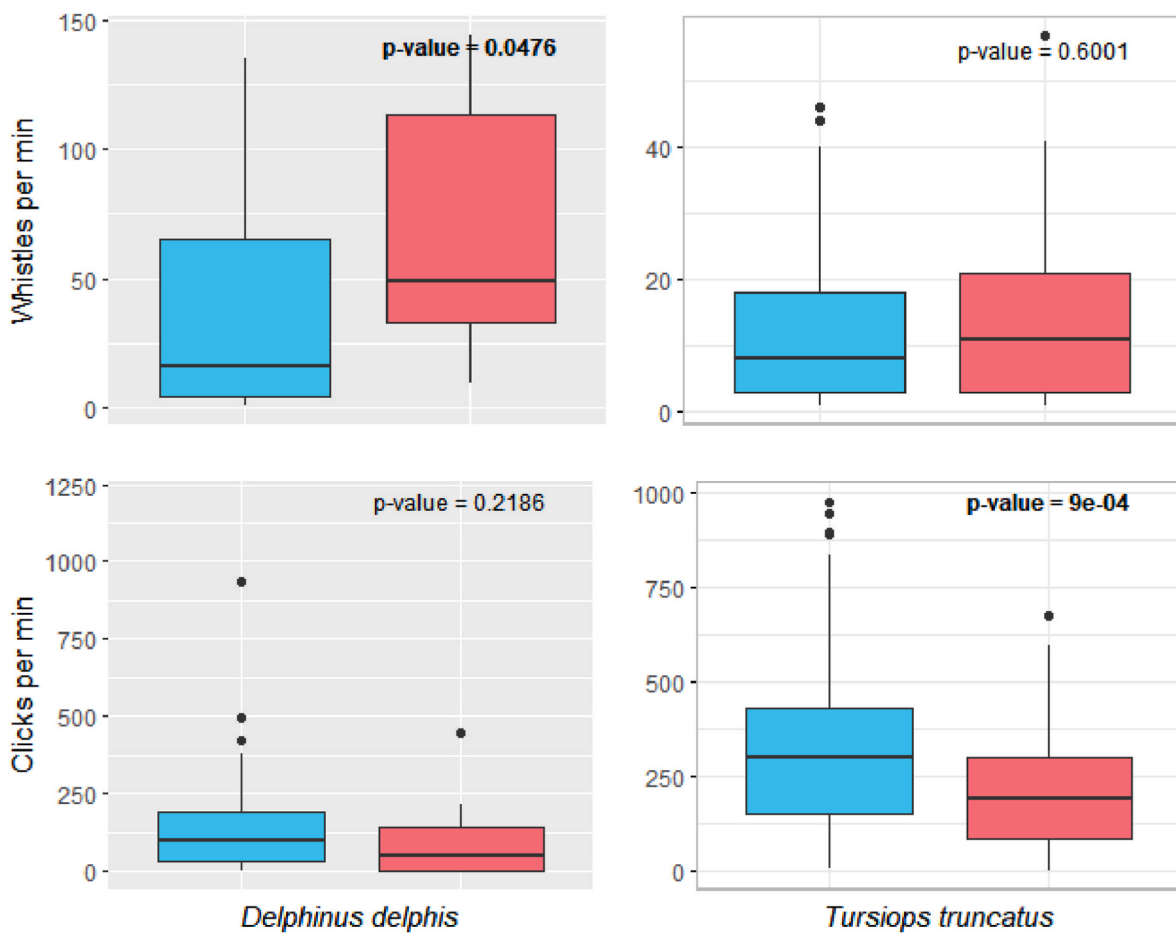 Whistles per min
150
100
50
0
p-value = 0.0476
40
20
0
p-value = 0.6001
Clicks per min
1250
1000
750
500
250
0
p-value = 0.2186
1000
750
500
250
0
p-value = 9e-04
Delphinus delphis
Tursiops truncatus